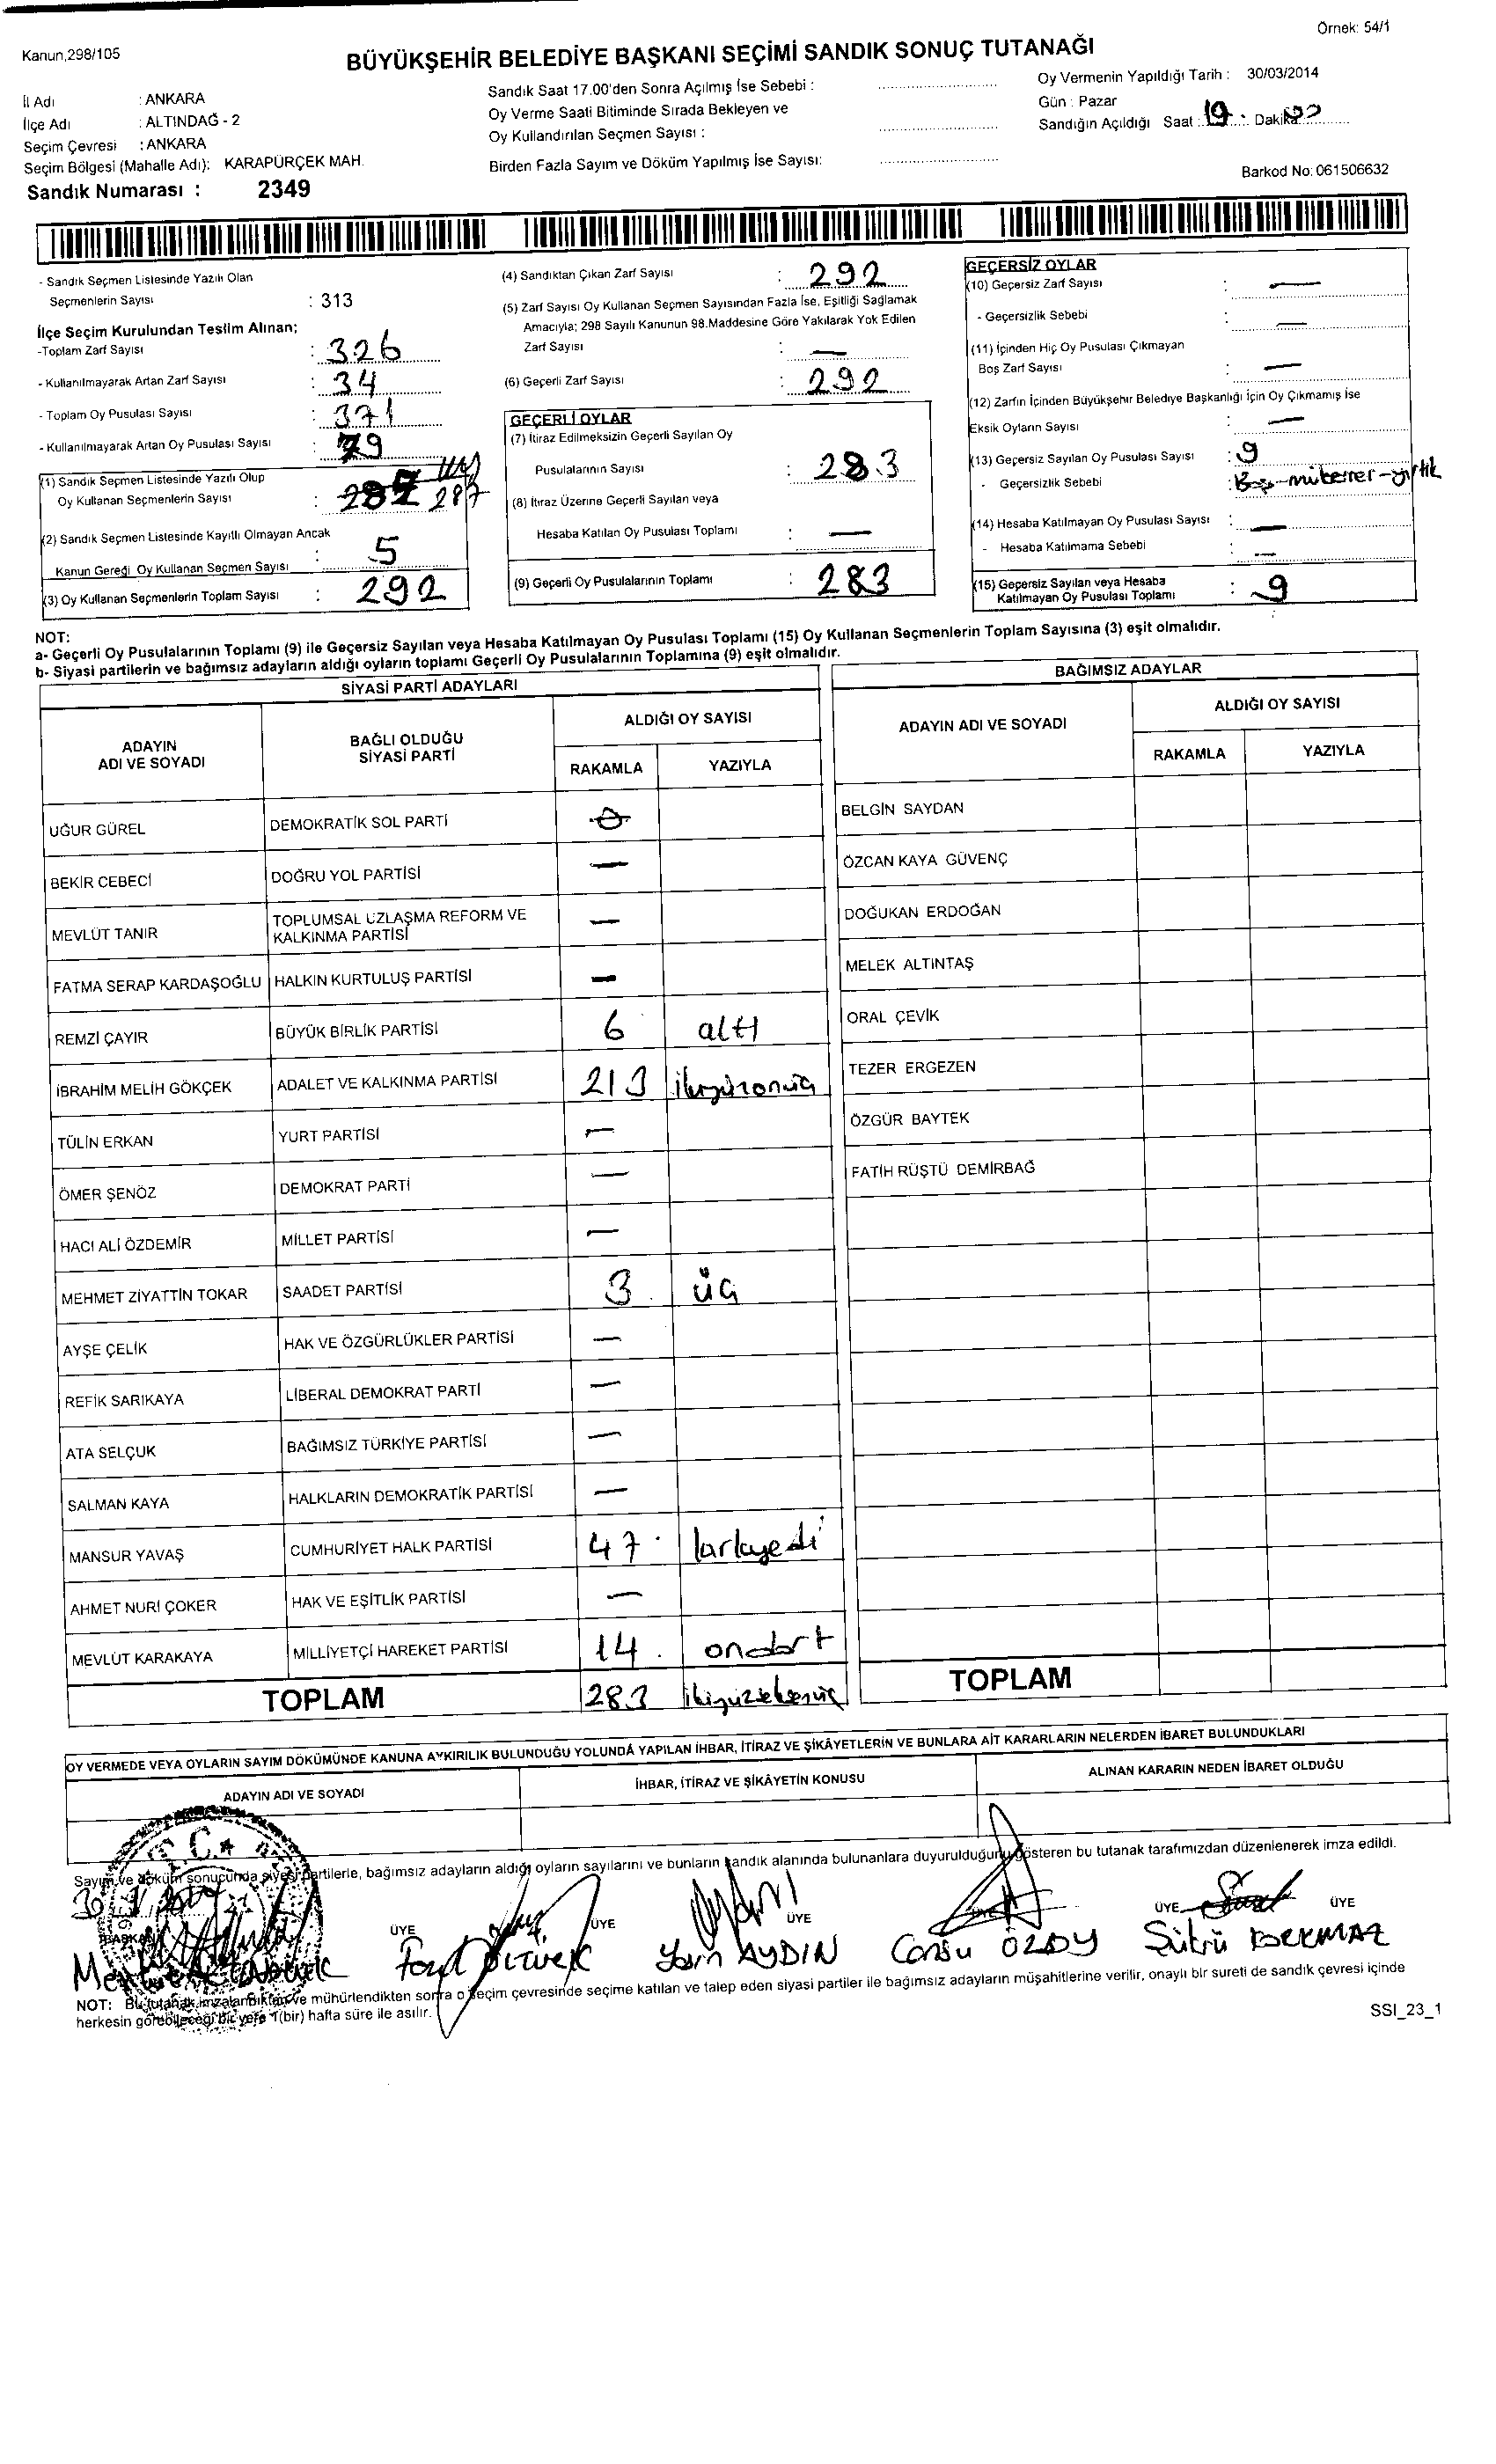 Örnek: 54/1
Kanun,298/105
BÜYÜKŞEHİR BELEDİYE BAŞKANI SEÇİMİ SANDIK SONUÇ TUTANAĞI
İl Adı : ANKARA
İlçe Adı : ALTINDAĞ - 2
Seçim Çevresi : ANKARA
Seçim Bölgesi (Mahalle Adı): KARAPÜRÇEK MAH.
Sandık Numarası : 2349
Sandık Saat 17.00'den Sonra Açılmış İse Sebebi :
Oy Verme Saati Bitiminde Sırada Bekleyen ve
Oy Kullandırılan Seçmen Sayısı :
Birden Fazla Sayım ve Döküm Yapılmış İse Sayısı:
Oy Vermenin Yapıldığı Tarih : 30/03/2014
Gün : Pazar
Sandığın Açıldığı Saat : 19 : Dakika
Barkod No: 061506632
- Sandık Seçmen Listesinde Yazılı Olan
Seçmenlerin Sayısı : 313
İlçe Seçim Kurulundan Teslim Alınan;
-Toplam Zarf Sayısı : 326
- Kullanılmayarak Artan Zarf Sayısı : 34
- Toplam Oy Pusulası Sayısı : 371
- Kullanılmayarak Artan Oy Pusulası Sayısı : 79
(1) Sandık Seçmen Listesinde Yazılı Olup
Oy Kullanan Seçmenlerin Sayısı : 287
(2) Sandık Seçmen Listesinde Kayıtlı Olmayan Ancak
Kanun Gereği Oy Kullanan Seçmen Sayısı : 5
(3) Oy Kullanan Seçmenlerin Toplam Sayısı : 292
(4) Sandıktan Çıkan Zarf Sayısı : 292
(5) Zarf Sayısı Oy Kullanan Seçmen Sayısından Fazla İse, Eşitliği Sağlamak
Amacıyla; 298 Sayılı Kanunun 98.Maddesine Göre Yakılarak Yok Edilen
Zarf Sayısı : —
(6) Geçerli Zarf Sayısı : 292
GEÇERLİ OYLAR
(7) İtiraz Edilmeksizin Geçerli Sayılan Oy
Pusulalarının Sayısı : 283
(8) İtiraz Üzerine Geçerli Sayılan veya
Hesaba Katılan Oy Pusulası Toplamı : —
(9) Geçerli Oy Pusulalarının Toplamı : 283
GEÇERSİZ OYLAR
(10) Geçersiz Zarf Sayısı : —
- Geçersizlik Sebebi : —
(11) İçinden Hiç Oy Pusulası Çıkmayan
Boş Zarf Sayısı : —
(12) Zarfın İçinden Büyükşehir Belediye Başkanlığı İçin Oy Çıkmamış İse
Eksik Oyların Sayısı : —
(13) Geçersiz Sayılan Oy Pusulası Sayısı : 9
- Geçersizlik Sebebi : Boş-mükerrer-yırtık
(14) Hesaba Katılmayan Oy Pusulası Sayısı : —
- Hesaba Katılmama Sebebi : —
(15) Geçersiz Sayılan veya Hesaba
Katılmayan Oy Pusulası Toplamı : 9
NOT:
a- Geçerli Oy Pusulalarının Toplamı (9) ile Geçersiz Sayılan veya Hesaba Katılmayan Oy Pusulası Toplamı (15) Oy Kullanan Seçmenlerin Toplam Sayısına (3) eşit olmalıdır.
b- Siyasi partilerin ve bağımsız adayların aldığı oyların toplamı Geçerli Oy Pusulalarının Toplamına (9) eşit olmalıdır.
SİYASİ PARTİ ADAYLARI
ADAYIN ADI VE SOYADI
BAĞLI OLDUĞU SİYASİ PARTİ
ALDIĞI OY SAYISI
RAKAMLA YAZIYLA
UĞUR GÜREL DEMOKRATİK SOL PARTİ
BEKİR CEBECİ DOĞRU YOL PARTİSİ —
MEVLÜT TANIR TOPLUMSAL UZLAŞMA REFORM VE KALKINMA PARTİSİ —
FATMA SERAP KARDAŞOĞLU HALKIN KURTULUŞ PARTİSİ —
REMZİ ÇAYIR BÜYÜK BİRLİK PARTİSİ 6 altı
İBRAHİM MELİH GÖKÇEK ADALET VE KALKINMA PARTİSİ 213 ikiyüzonüç
TÜLİN ERKAN YURT PARTİSİ —
ÖMER ŞENÖZ DEMOKRAT PARTİ —
HACI ALİ ÖZDEMİR MİLLET PARTİSİ —
MEHMET ZİYATTİN TOKAR SAADET PARTİSİ 3 üç
AYŞE ÇELİK HAK VE ÖZGÜRLÜKLER PARTİSİ —
REFİK SARIKAYA LİBERAL DEMOKRAT PARTİ —
ATA SELÇUK BAĞIMSIZ TÜRKİYE PARTİSİ —
SALMAN KAYA HALKLARIN DEMOKRATİK PARTİSİ —
MANSUR YAVAŞ CUMHURİYET HALK PARTİSİ 47 kırkyedi
AHMET NURİ ÇOKER HAK VE EŞİTLİK PARTİSİ —
MEVLÜT KARAKAYA MİLLİYETÇİ HAREKET PARTİSİ 14 ondört
TOPLAM 283 ikiyüzseksenüç
BAĞIMSIZ ADAYLAR
ADAYIN ADI VE SOYADI
ALDIĞI OY SAYISI
RAKAMLA YAZIYLA
BELGİN SAYDAN
ÖZCAN KAYA GÜVENÇ
DOĞUKAN ERDOĞAN
MELEK ALTINTAŞ
ORAL ÇEVİK
TEZER ERGEZEN
ÖZGÜR BAYTEK
FATİH RÜŞTÜ DEMİRBAĞ
TOPLAM
OY VERMEDE VEYA OYLARIN SAYIM DÖKÜMÜNDE KANUNA AYKIRILIK BULUNDUĞU YOLUNDA YAPILAN İHBAR, İTİRAZ VE ŞİKÂYETLERİN VE BUNLARA AİT KARARLARIN NELERDEN İBARET BULUNDUKLARI
ADAYIN ADI VE SOYADI İHBAR, İTİRAZ VE ŞİKÂYETİN KONUSU ALINAN KARARIN NEDEN İBARET OLDUĞU
T.C.
Sayım ve döküm sonucunda siyasi partilerle, bağımsız adayların aldığı oyların sayılarını ve bunların sandık alanında bulunanlara duyurulduğunu gösteren bu tutanak tarafımızdan düzenlenerek imza edildi.
BAŞKAN ÜYE ÜYE ÜYE ÜYE ÜYE
AYDIN Cansu ÖZSOY Şükrü
NOT: Bu tutanak imzalandıktan ve mühürlendikten sonra o seçim çevresinde seçime katılan ve talep eden siyasi partiler ile bağımsız adayların müşahitlerine verilir, onaylı bir sureti de sandık çevresi içinde
herkesin görebileceği bir yere 1(bir) hafta süre ile asılır.
SSI_23_1